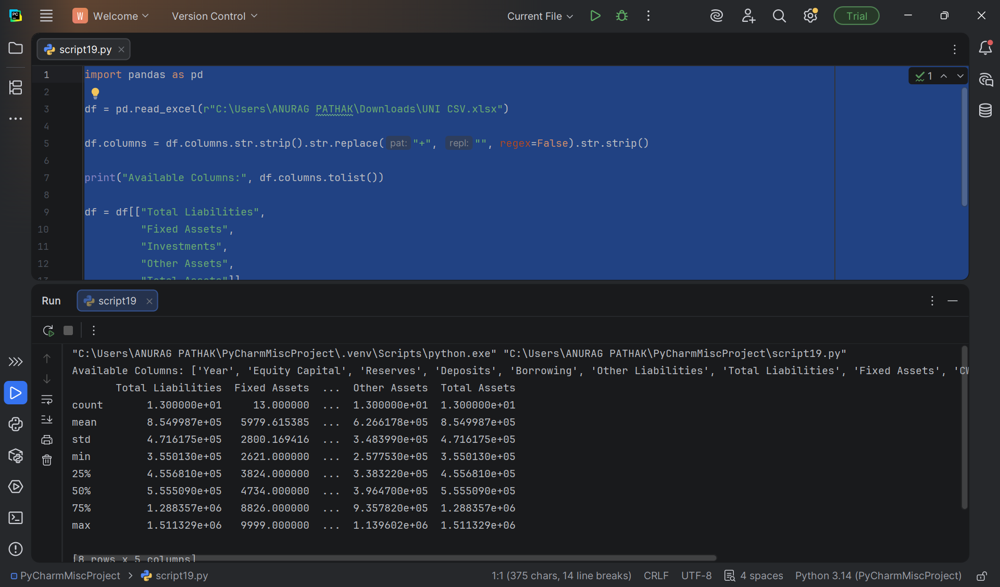 W Welcome Version Control Current File Trial
script19.py
1 import pandas as pd
2
3 df = pd.read_excel(r"C:\Users\ANURAG PATHAK\Downloads\UNI CSV.xlsx")
4
5 df.columns = df.columns.str.strip().str.replace( pat: "+", repl: "", regex=False).str.strip()
6
7 print("Available Columns:", df.columns.tolist())
8
9 df = df[["Total Liabilities",
10 "Fixed Assets",
11 "Investments",
12 "Other Assets",
13 "Total Assets"]]
1
Run script19
"C:\Users\ANURAG PATHAK\PyCharmMiscProject\.venv\Scripts\python.exe" "C:\Users\ANURAG PATHAK\PyCharmMiscProject\script19.py"
Available Columns: ['Year', 'Equity Capital', 'Reserves', 'Deposits', 'Borrowing', 'Other Liabilities', 'Total Liabilities', 'Fixed Assets', 'CW
Total Liabilities Fixed Assets ... Other Assets Total Assets
count 1.300000e+01 13.000000 ... 1.300000e+01 1.300000e+01
mean 8.549987e+05 5979.615385 ... 6.266178e+05 8.549987e+05
std 4.716175e+05 2800.169416 ... 3.483990e+05 4.716175e+05
min 3.550130e+05 2621.000000 ... 2.577530e+05 3.550130e+05
25% 4.556810e+05 3824.000000 ... 3.383220e+05 4.556810e+05
50% 5.555090e+05 4734.000000 ... 3.964700e+05 5.555090e+05
75% 1.288357e+06 8826.000000 ... 9.357820e+05 1.288357e+06
max 1.511329e+06 9999.000000 ... 1.139602e+06 1.511329e+06
[8 rows x 5 columns]
PyCharmMiscProject > script19.py 1:1 (375 chars, 14 line breaks) CRLF UTF-8 4 spaces Python 3.14 (PyCharmMiscProject)